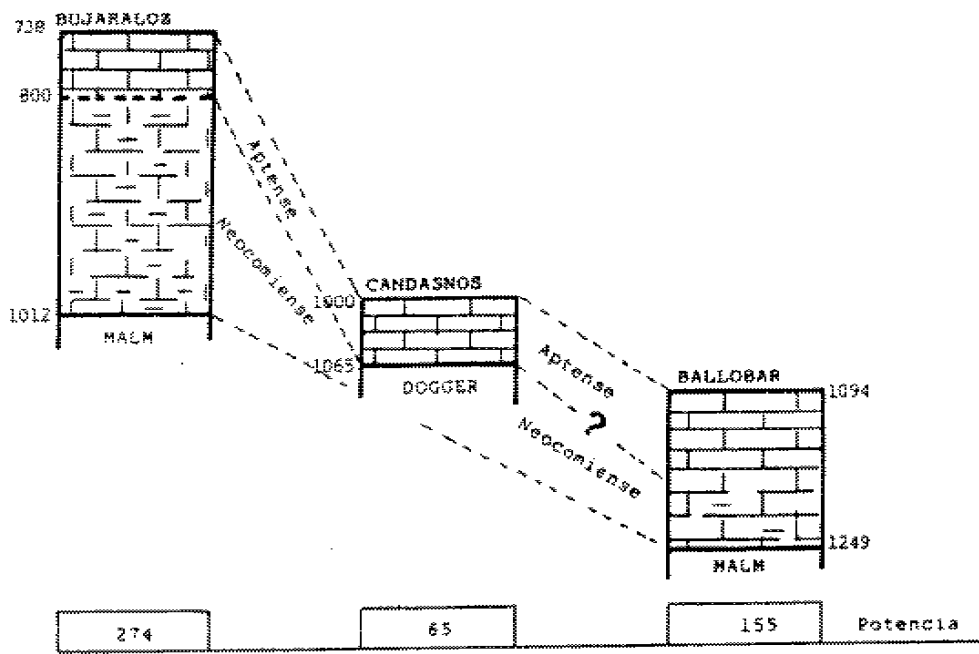 BUJARALOZ
738
800
1012
MALM
Aptense
Neocomiense
CANDASNOS
1000
1065
DOGGER
Aptense
?
Neocomiense
BALLOBAR
1094
1249
MALM
274
65
155
Potencia